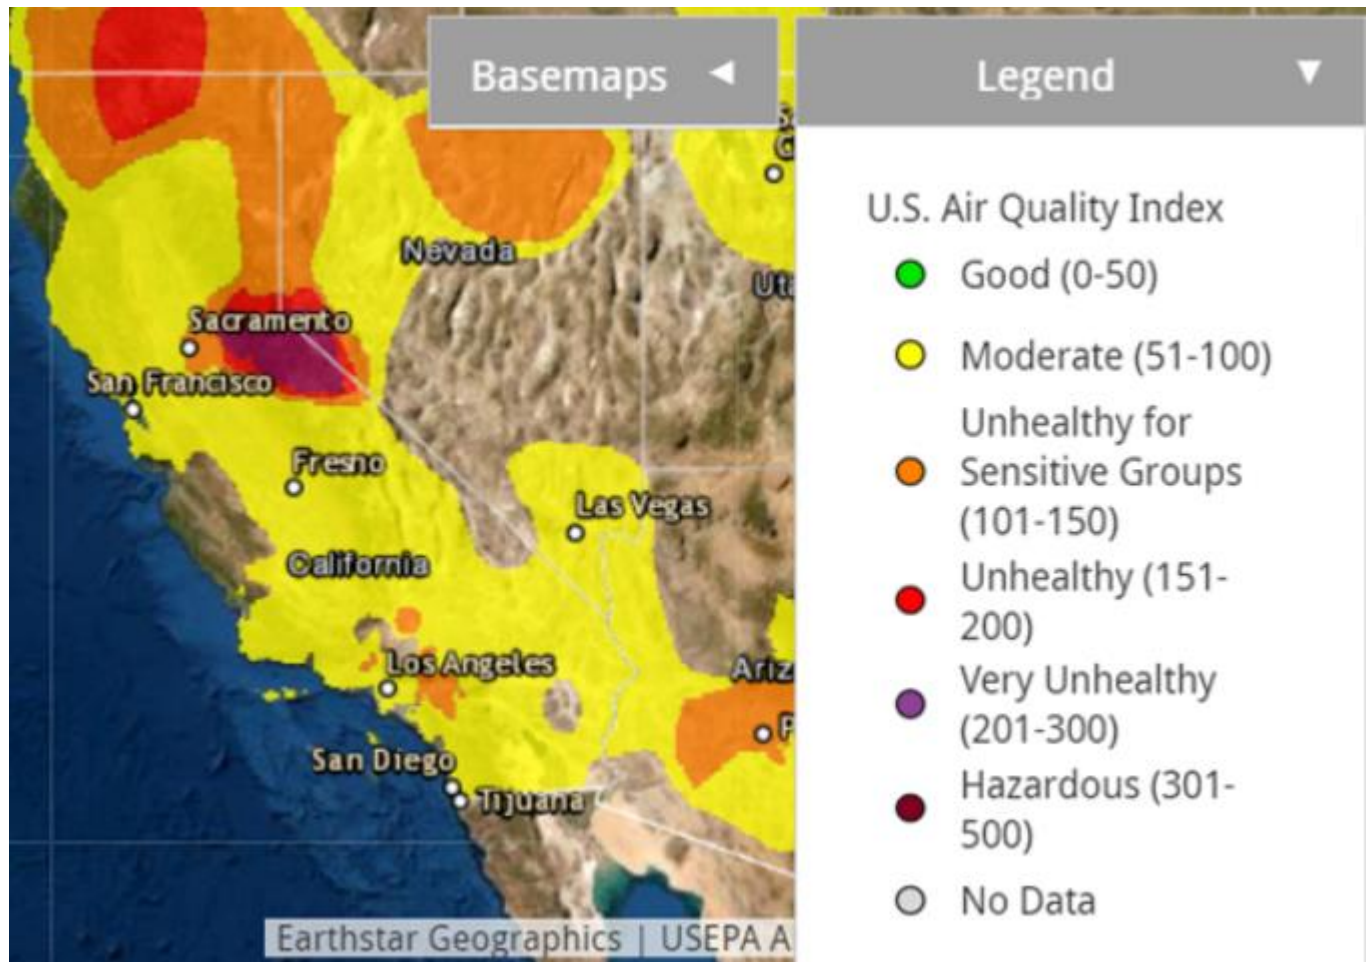 Basemaps
Legend
U.S. Air Quality Index
Good (0-50)
Moderate (51-100)
Unhealthy for
Sensitive Groups
(101-150)
Unhealthy (151-
200)
Very Unhealthy
(201-300)
Hazardous (301-
500)
No Data
Nevada
Sacramento
San Francisco
Fresno
Las Vegas
California
Los Angeles
San Diego
Tijuana
Earthstar Geographics | USEPA A